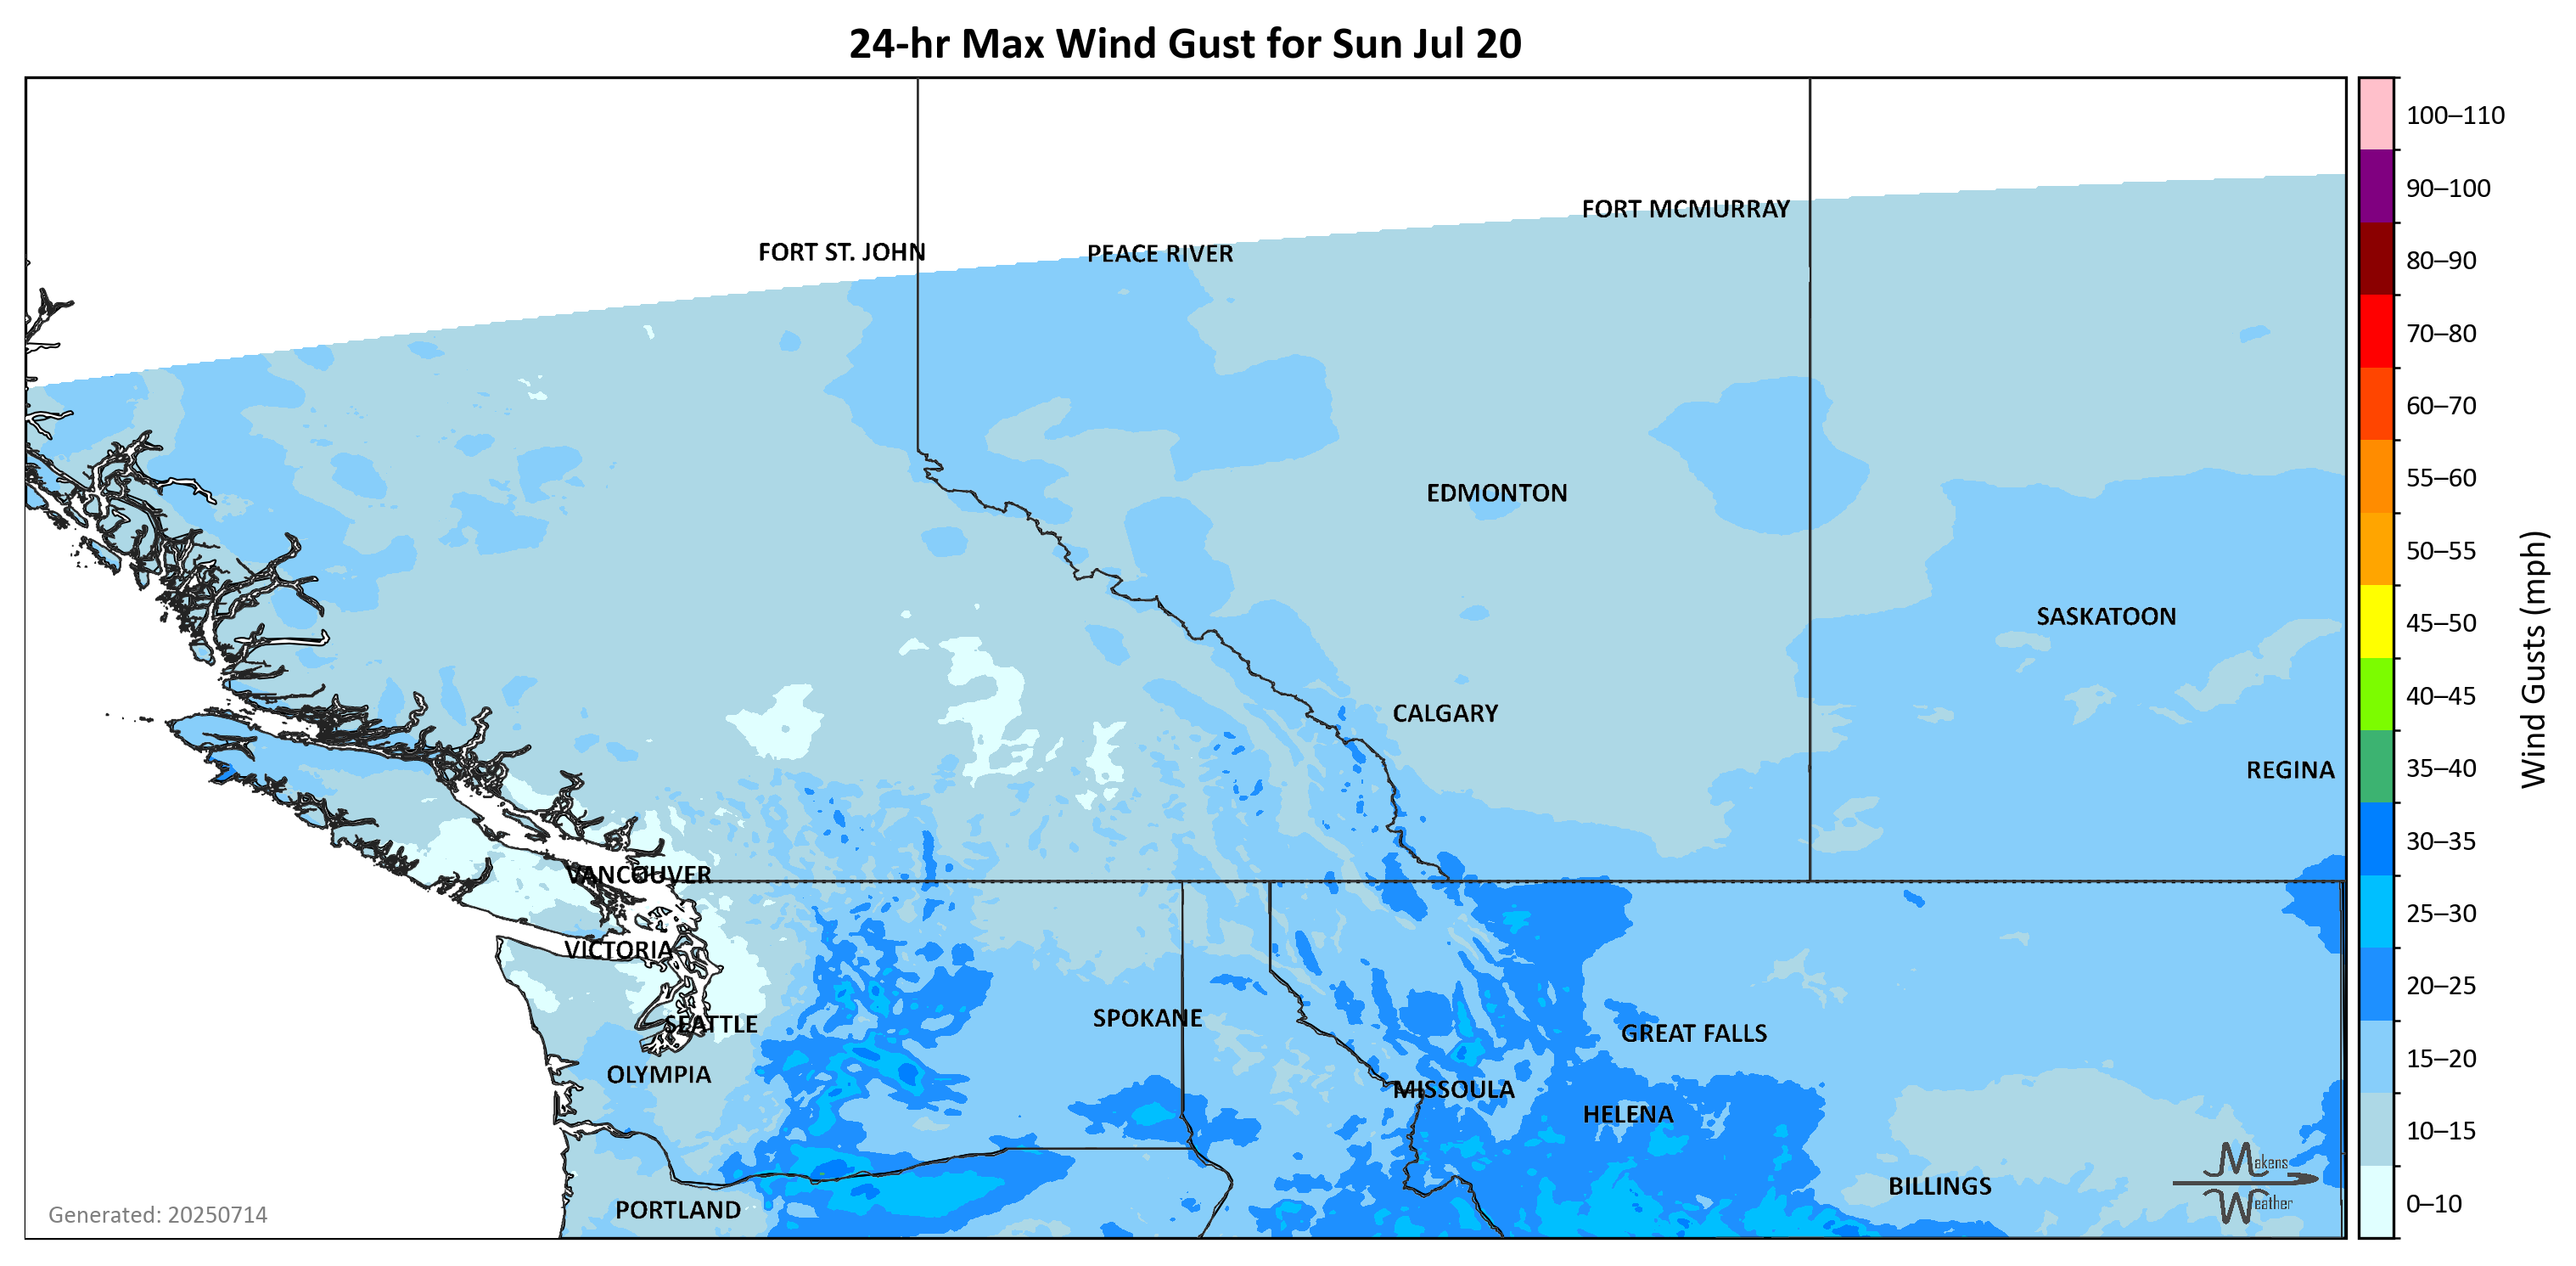 24-hr Max Wind Gust for Sun Jul 20
100–110
90–100
80–90
70–80
60–70
55–60
50–55
45–50
40–45
35–40
30–35
25–30
20–25
15–20
10–15
0–10
Wind Gusts (mph)
FORT MCMURRAY
FORT ST. JOHN
PEACE RIVER
EDMONTON
SASKATOON
CALGARY
REGINA
VANCOUVER
VICTORIA
SEATTLE
SPOKANE
GREAT FALLS
OLYMPIA
MISSOULA
HELENA
BILLINGS
PORTLAND
Makens
Weather
Generated: 20250714